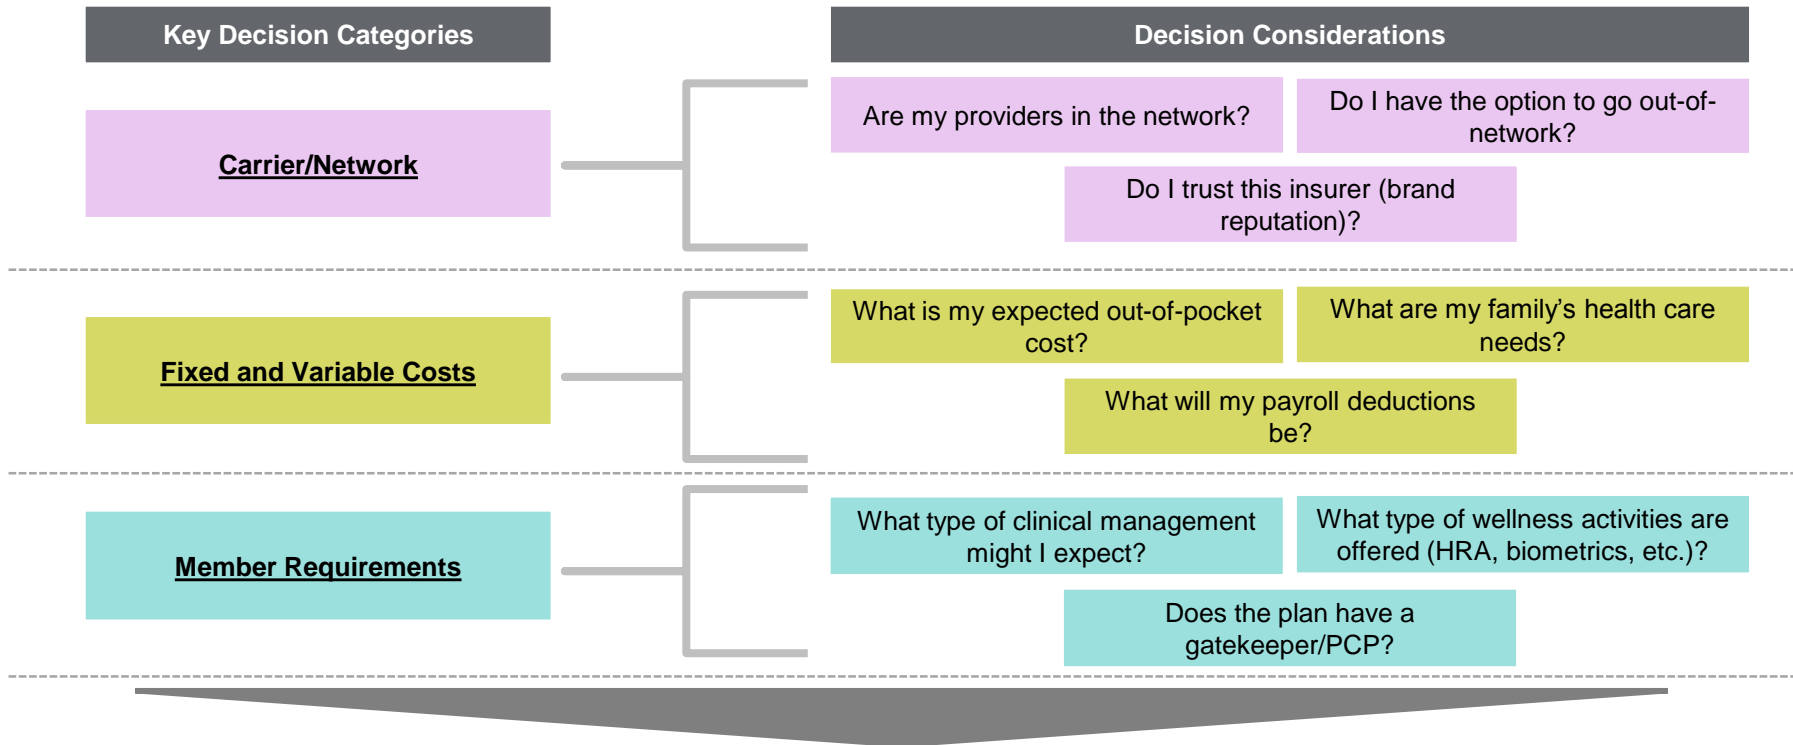 Key Decision Categories
Decision Considerations
Carrier/Network
Are my providers in the network?
Do I have the option to go out-of-
network?
Do I trust this insurer (brand
reputation)?
Fixed and Variable Costs
What is my expected out-of-pocket
cost?
What are my family’s health care
needs?
What will my payroll deductions
be?
Member Requirements
What type of clinical management
might I expect?
What type of wellness activities are
offered (HRA, biometrics, etc.)?
Does the plan have a
gatekeeper/PCP?